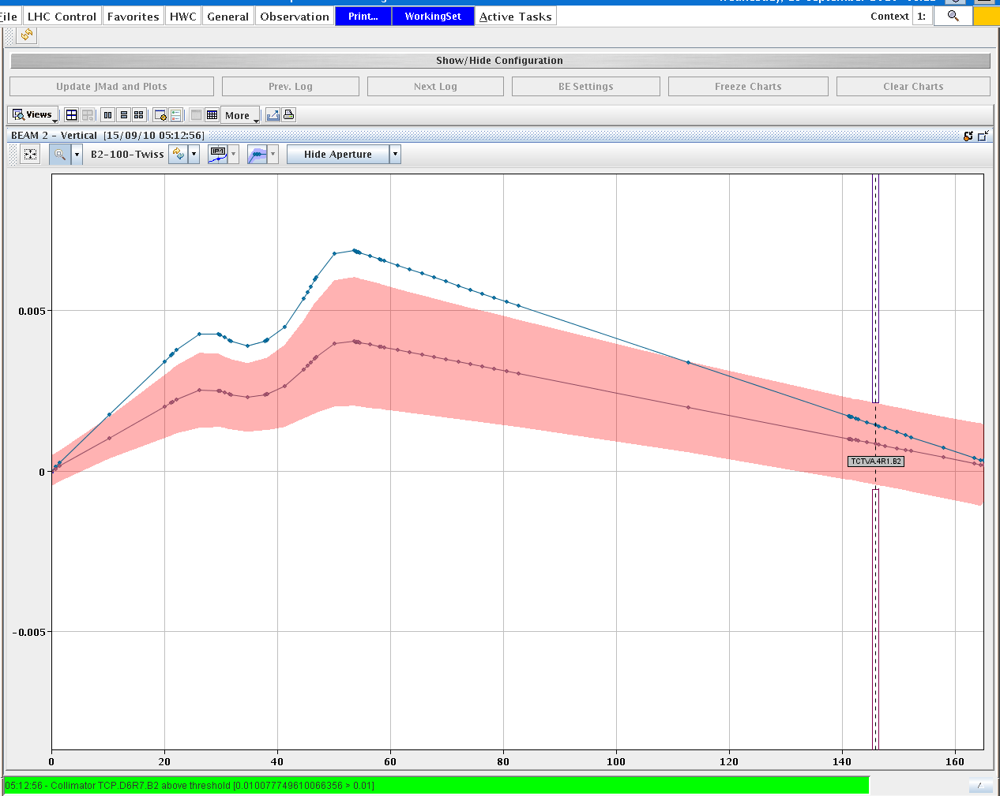 File LHC Control Favorites HWC General Observation Print... WorkingSet Active Tasks Context 1:
Show/Hide Configuration
Update JMad and Plots Prev. Log Next Log BE Settings Freeze Charts Clear Charts
Views More
BEAM 2 - Vertical [15/09/10 05:12:56]
B2-100-Twiss Hide Aperture
0.005
TCTVA.4R1.B2
0
-0.005
0 20 40 60 80 100 120 140 160
05:12:56 - Collimator TCP.D6R7.B2 above threshold [0.010077749610066356 > 0.01]